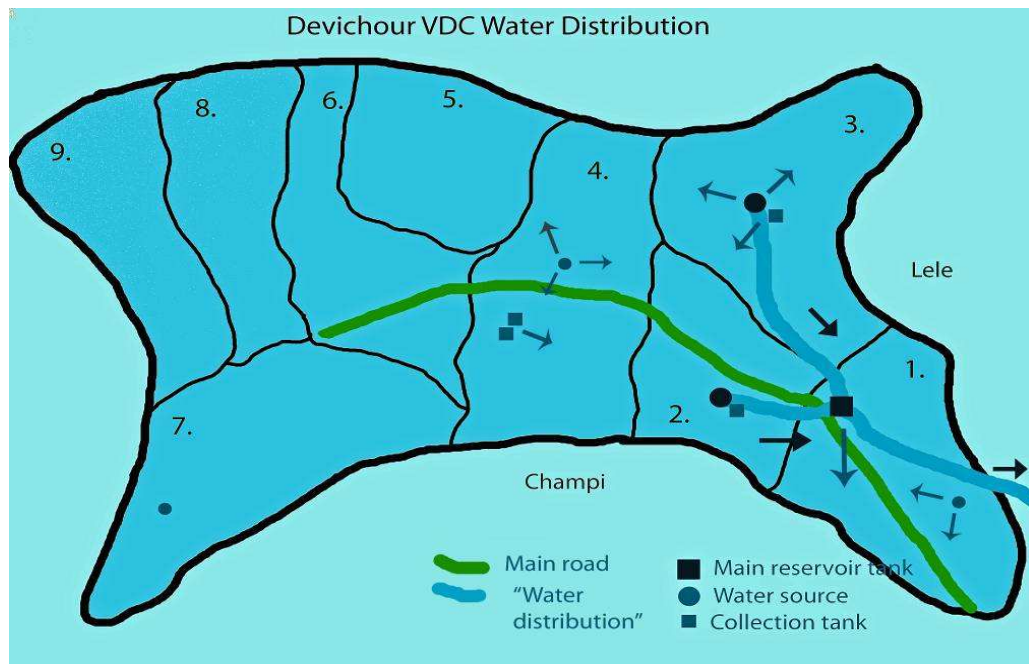 Devichour VDC Water Distribution
9.
8.
6.
5.
4.
3.
Lele
1.
2.
7.
Champi
Main road
"Water
distribution"
Main reservoir tank
Water source
Collection tank